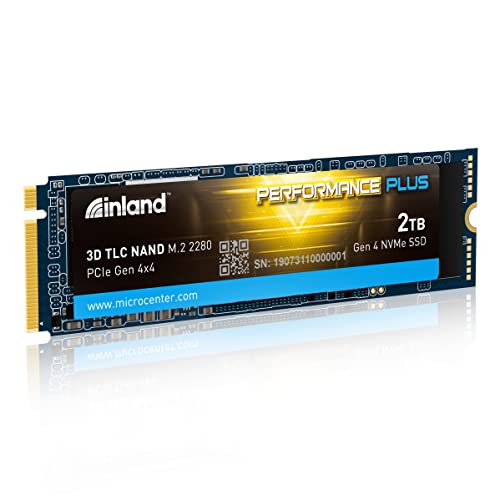 inland™
PERFORMANCE PLUS
3D TLC NAND M.2 2280
PCIe Gen 4x4
SN: 19073110000001
2TB
Gen 4 NVMe SSD
www.microcenter.com